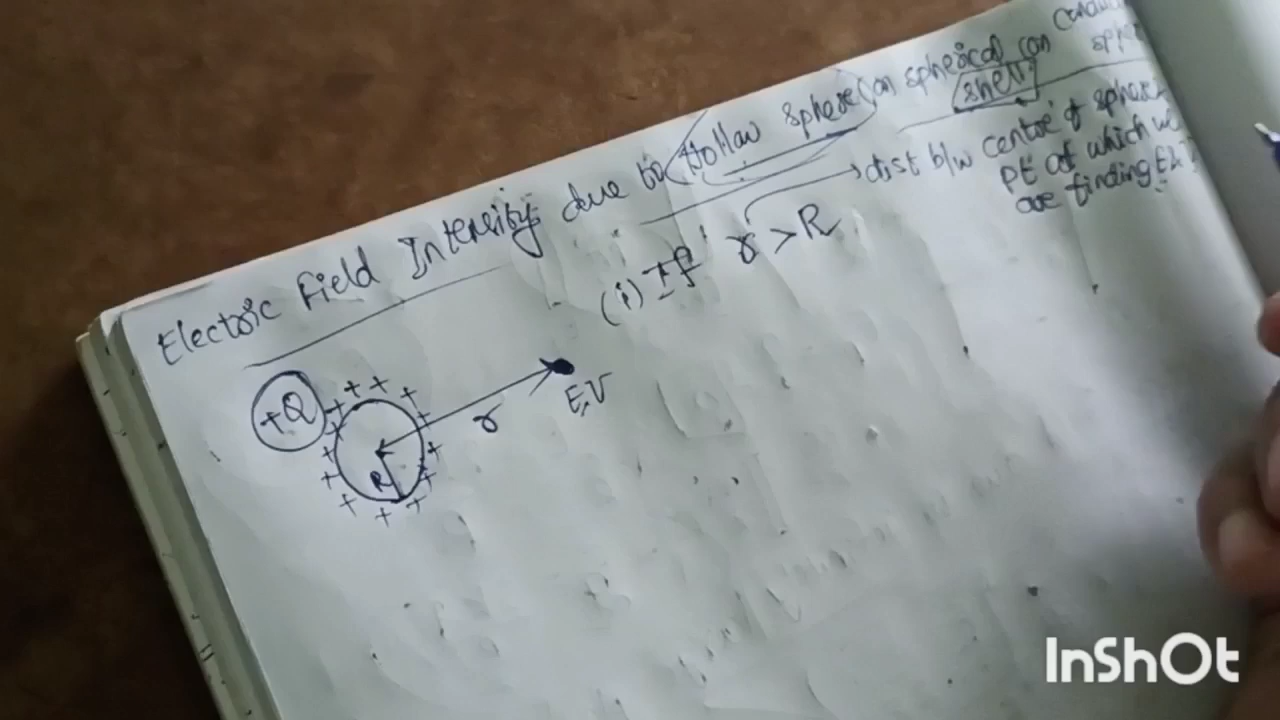 Electric Field Intensity due to Hollow sphere (or) spherical (or)
shell
dist b/w centre of sphere
pt at which we
are finding
(i) If r > R
+Q
R
r
E,V
+ + + + + + + + + + + + + +
InShOt